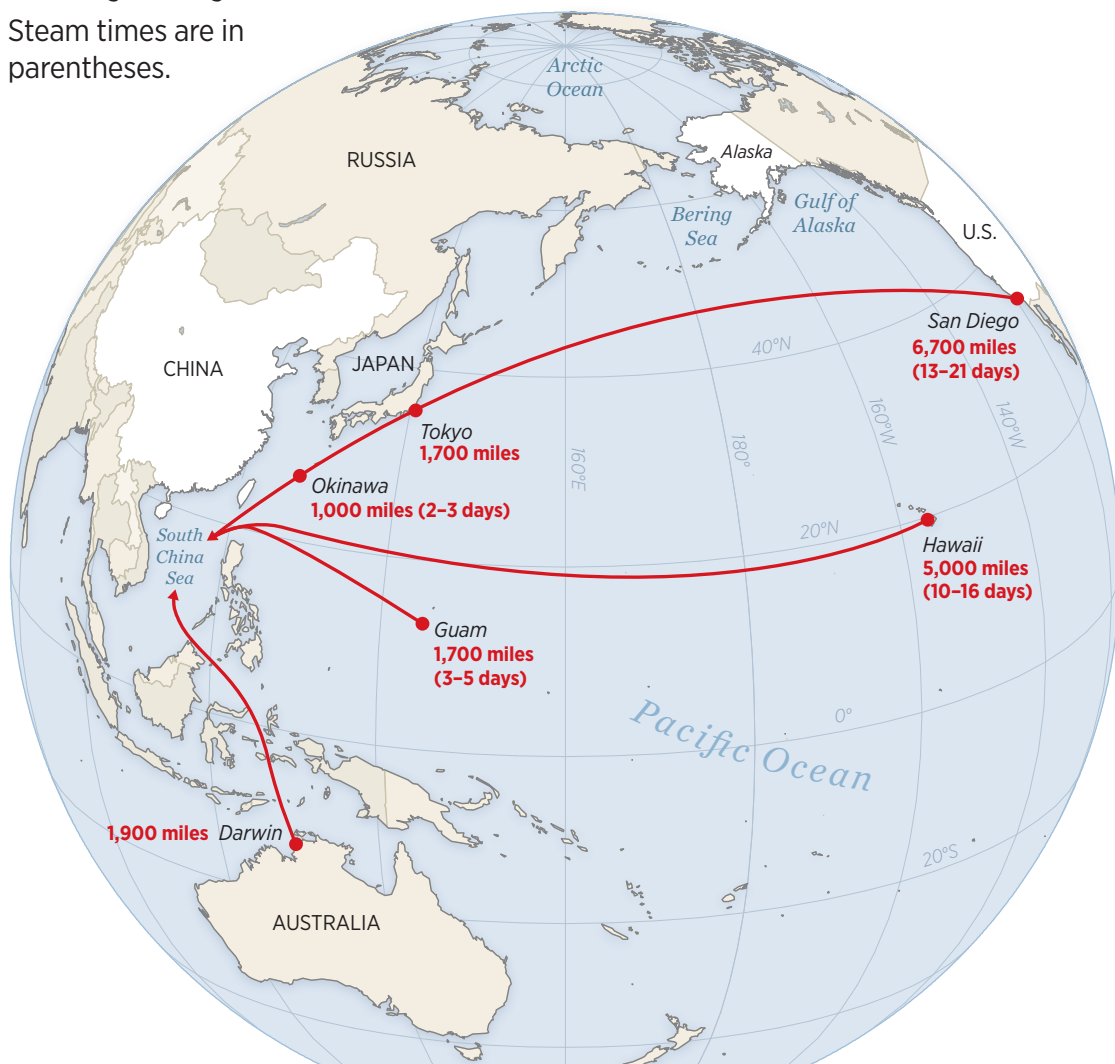 Steam times are in
parentheses.
Arctic
Ocean
RUSSIA
Alaska
Bering
Sea
Gulf of
Alaska
U.S.
San Diego
6,700 miles
(13–21 days)
40°N
CHINA
JAPAN
Tokyo
1,700 miles
160°E
180°
160°W
140°W
Okinawa
1,000 miles (2–3 days)
South
China
Sea
20°N
Hawaii
5,000 miles
(10–16 days)
Guam
1,700 miles
(3–5 days)
0°
Pacific Ocean
1,900 miles Darwin
20°S
AUSTRALIA